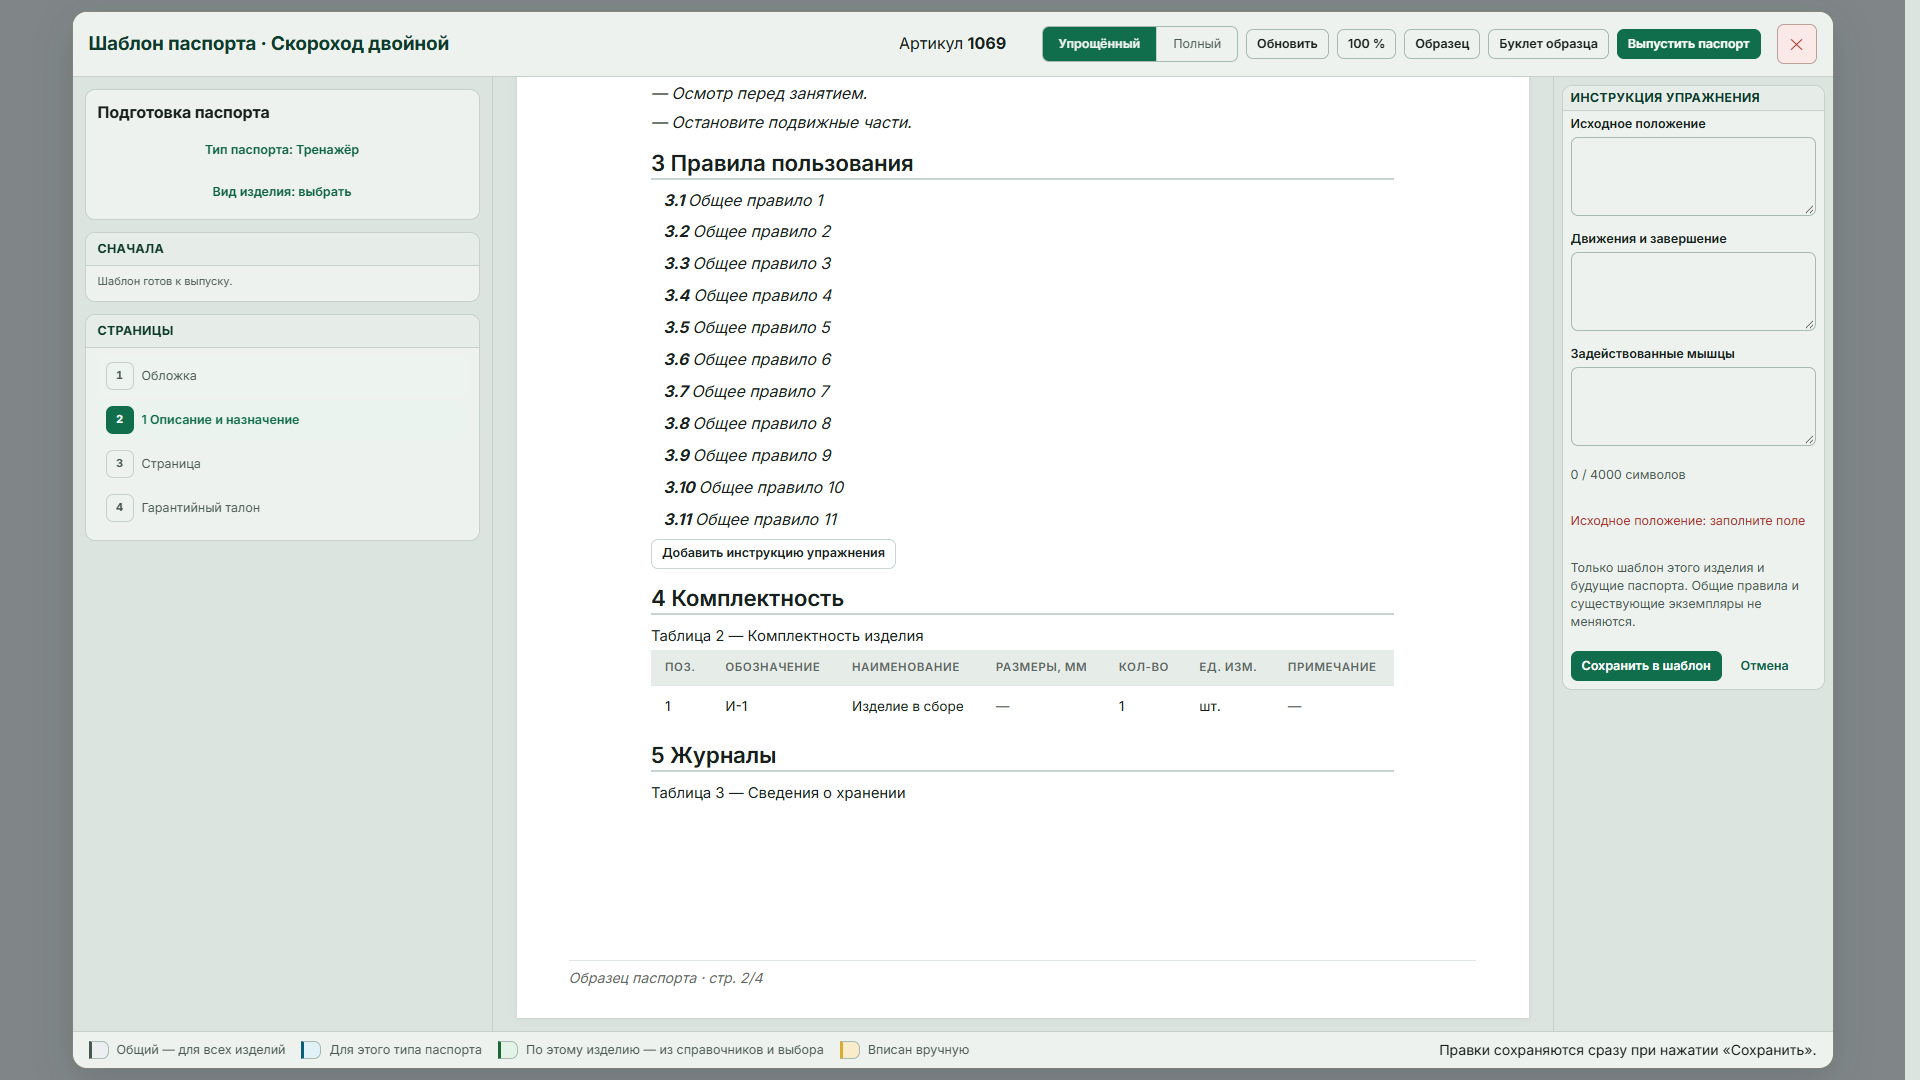 Шаблон паспорта · Скороход двойной
Артикул 1069
Упрощённый
Полный
Обновить
100 %
Образец
Буклет образца
Выпустить паспорт
Подготовка паспорта
Тип паспорта: Тренажёр
Вид изделия: выбрать
СНАЧАЛА
Шаблон готов к выпуску.
СТРАНИЦЫ
1 Обложка
2 1 Описание и назначение
3 Страница
4 Гарантийный талон
— Осмотр перед занятием.
— Остановите подвижные части.
3 Правила пользования
3.1 Общее правило 1
3.2 Общее правило 2
3.3 Общее правило 3
3.4 Общее правило 4
3.5 Общее правило 5
3.6 Общее правило 6
3.7 Общее правило 7
3.8 Общее правило 8
3.9 Общее правило 9
3.10 Общее правило 10
3.11 Общее правило 11
Добавить инструкцию упражнения
4 Комплектность
Таблица 2 — Комплектность изделия
ПОЗ. ОБОЗНАЧЕНИЕ НАИМЕНОВАНИЕ РАЗМЕРЫ, ММ КОЛ-ВО ЕД. ИЗМ. ПРИМЕЧАНИЕ
1 И-1 Изделие в сборе — 1 шт. —
5 Журналы
Таблица 3 — Сведения о хранении
Образец паспорта · стр. 2/4
ИНСТРУКЦИЯ УПРАЖНЕНИЯ
Исходное положение
Движения и завершение
Задействованные мышцы
0 / 4000 символов
Исходное положение: заполните поле
Только шаблон этого изделия и
будущие паспорта. Общие правила и
существующие экземпляры не
меняются.
Сохранить в шаблон
Отмена
Общий — для всех изделий
Для этого типа паспорта
По этому изделию — из справочников и выбора
Вписан вручную
Правки сохраняются сразу при нажатии «Сохранить».